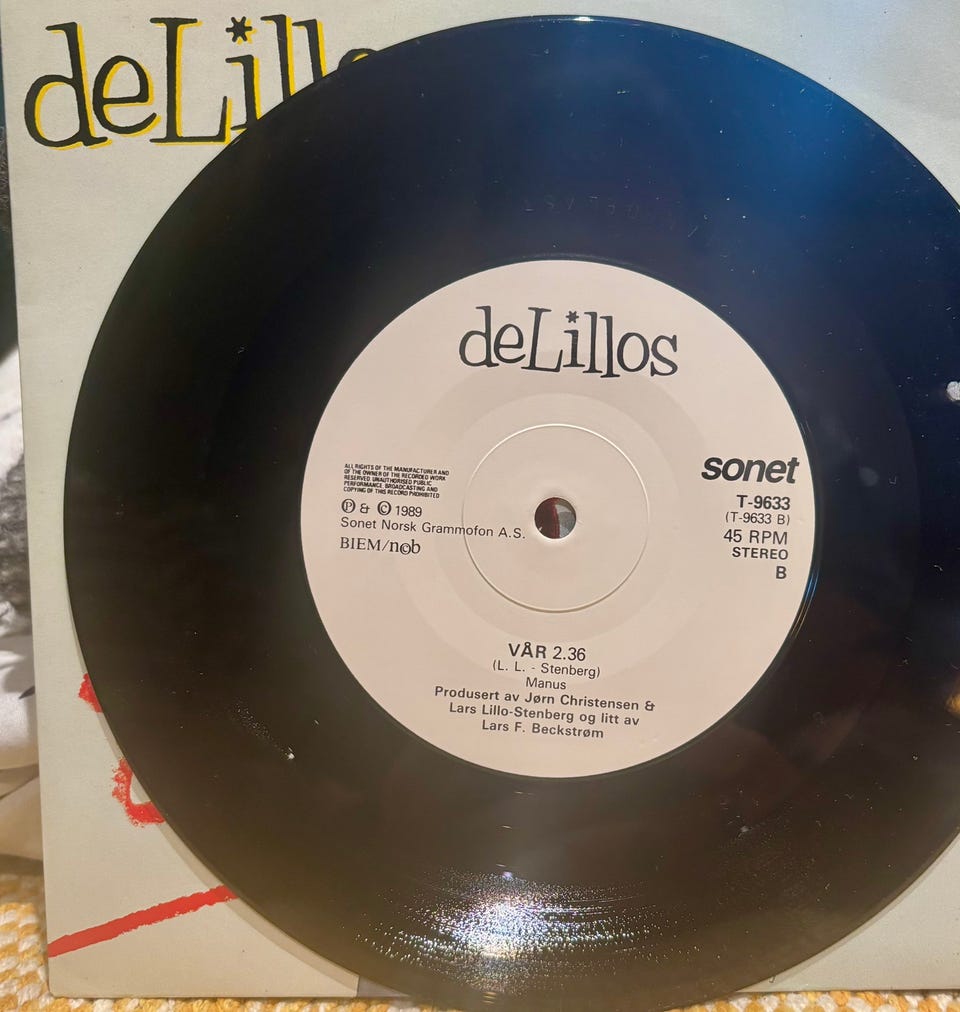 deLill
deLillos
ALL RIGHTS OF THE MANUFACTURER AND
OF THE OWNER OF THE RECORDED WORK
RESERVED. UNAUTHORISED PUBLIC
PERFORMANCE, BROADCASTING AND
COPYING OF THIS RECORD PROHIBITED
Ⓟ & © 1989
Sonet Norsk Grammofon A.S.
BIEM/n©b
sonet
T-9633
(T-9633 B)
45 RPM
STEREO
B
VÅR 2.36
(L. L. - Stenberg)
Manus
Produsert av Jørn Christensen &
Lars Lillo-Stenberg og litt av
Lars F. Beckstrøm